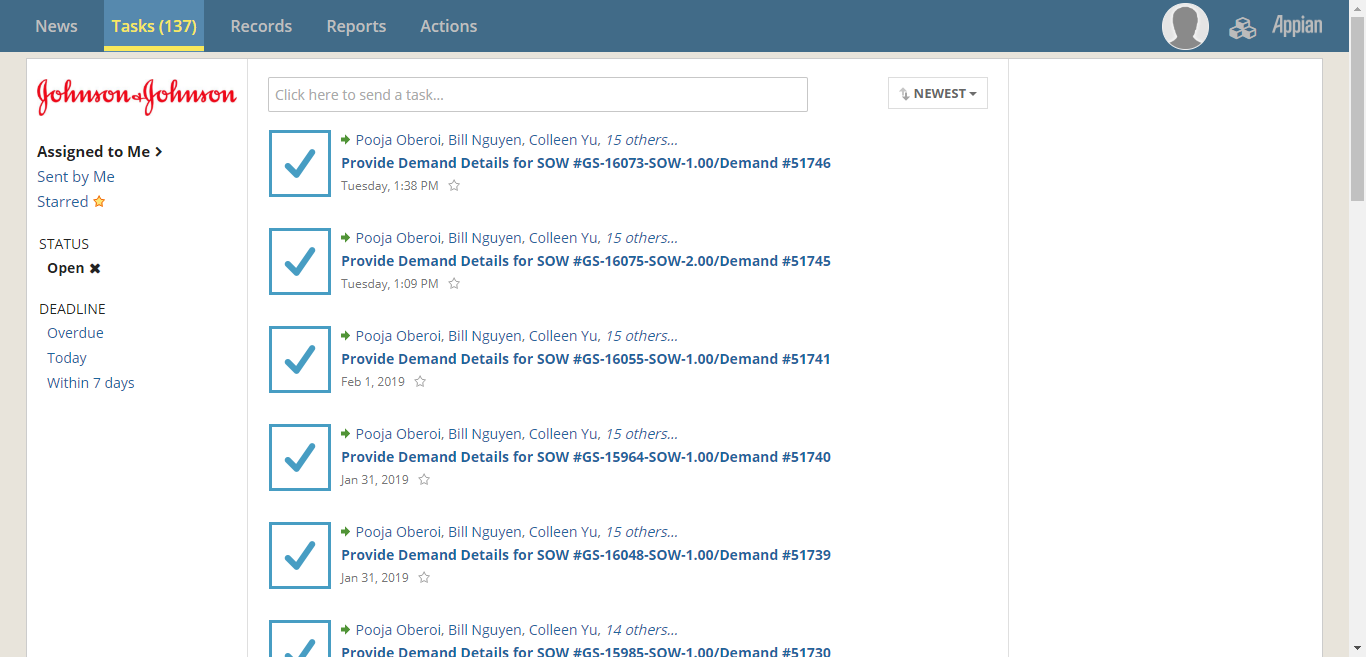 News
Tasks (137)
Records
Reports
Actions
Appian
Johnson & Johnson
Assigned to Me
Sent by Me
Starred
STATUS
Open
DEADLINE
Overdue
Today
Within 7 days
Click here to send a task...
NEWEST
Pooja Oberoi, Bill Nguyen, Colleen Yu, 15 others...
Provide Demand Details for SOW #GS-16073-SOW-1.00/Demand #51746
Tuesday, 1:38 PM
Pooja Oberoi, Bill Nguyen, Colleen Yu, 15 others...
Provide Demand Details for SOW #GS-16075-SOW-2.00/Demand #51745
Tuesday, 1:09 PM
Pooja Oberoi, Bill Nguyen, Colleen Yu, 15 others...
Provide Demand Details for SOW #GS-16055-SOW-1.00/Demand #51741
Feb 1, 2019
Pooja Oberoi, Bill Nguyen, Colleen Yu, 15 others...
Provide Demand Details for SOW #GS-15964-SOW-1.00/Demand #51740
Jan 31, 2019
Pooja Oberoi, Bill Nguyen, Colleen Yu, 15 others...
Provide Demand Details for SOW #GS-16048-SOW-1.00/Demand #51739
Jan 31, 2019
Pooja Oberoi, Bill Nguyen, Colleen Yu, 14 others...
Provide Demand Details for SOW #GS-15985-SOW-1.00/Demand #51730